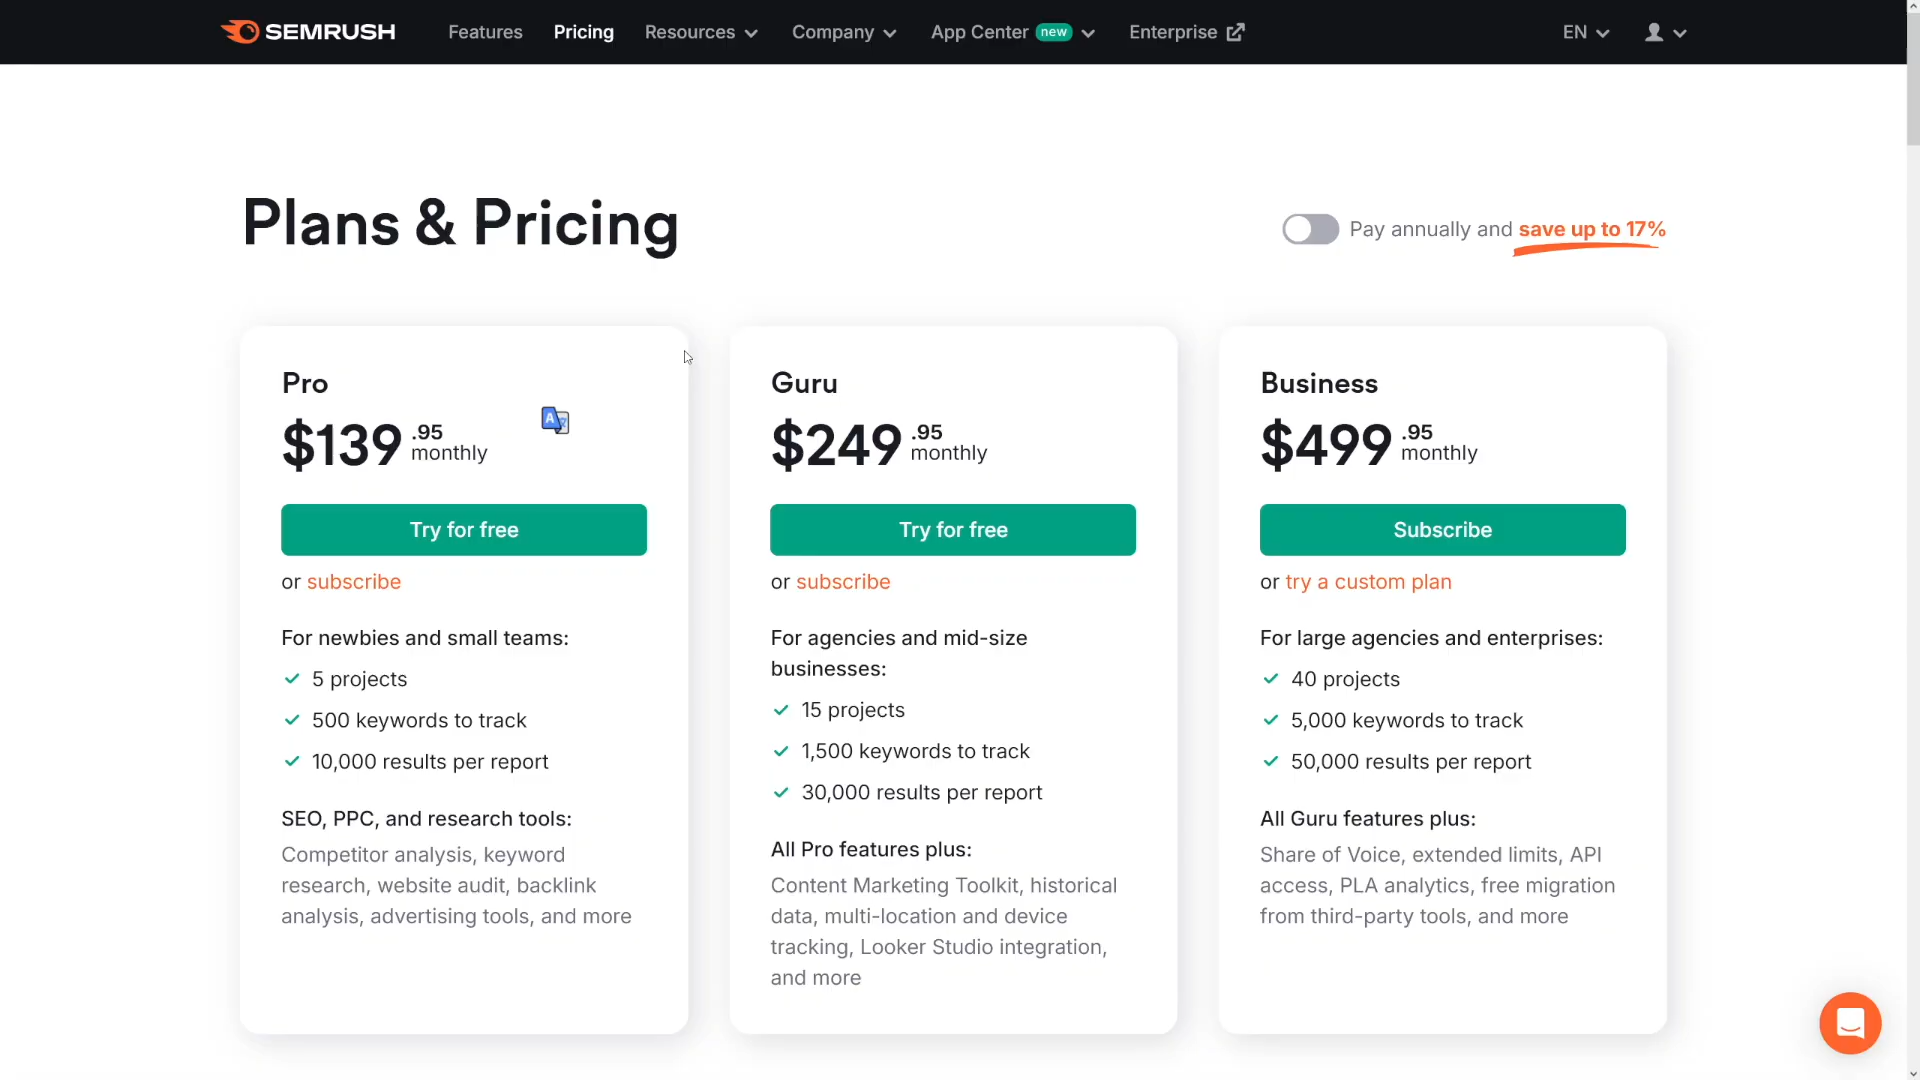 SEMRUSH Features Pricing Resources Company App Center new Enterprise EN
Plans & Pricing
Pay annually and save up to 17%
Pro
$139 .95 monthly
Try for free
or subscribe
For newbies and small teams:
5 projects
500 keywords to track
10,000 results per report
SEO, PPC, and research tools:
Competitor analysis, keyword
research, website audit, backlink
analysis, advertising tools, and more
Guru
$249 .95 monthly
Try for free
or subscribe
For agencies and mid-size
businesses:
15 projects
1,500 keywords to track
30,000 results per report
All Pro features plus:
Content Marketing Toolkit, historical
data, multi-location and device
tracking, Looker Studio integration,
and more
Business
$499 .95 monthly
Subscribe
or try a custom plan
For large agencies and enterprises:
40 projects
5,000 keywords to track
50,000 results per report
All Guru features plus:
Share of Voice, extended limits, API
access, PLA analytics, free migration
from third-party tools, and more